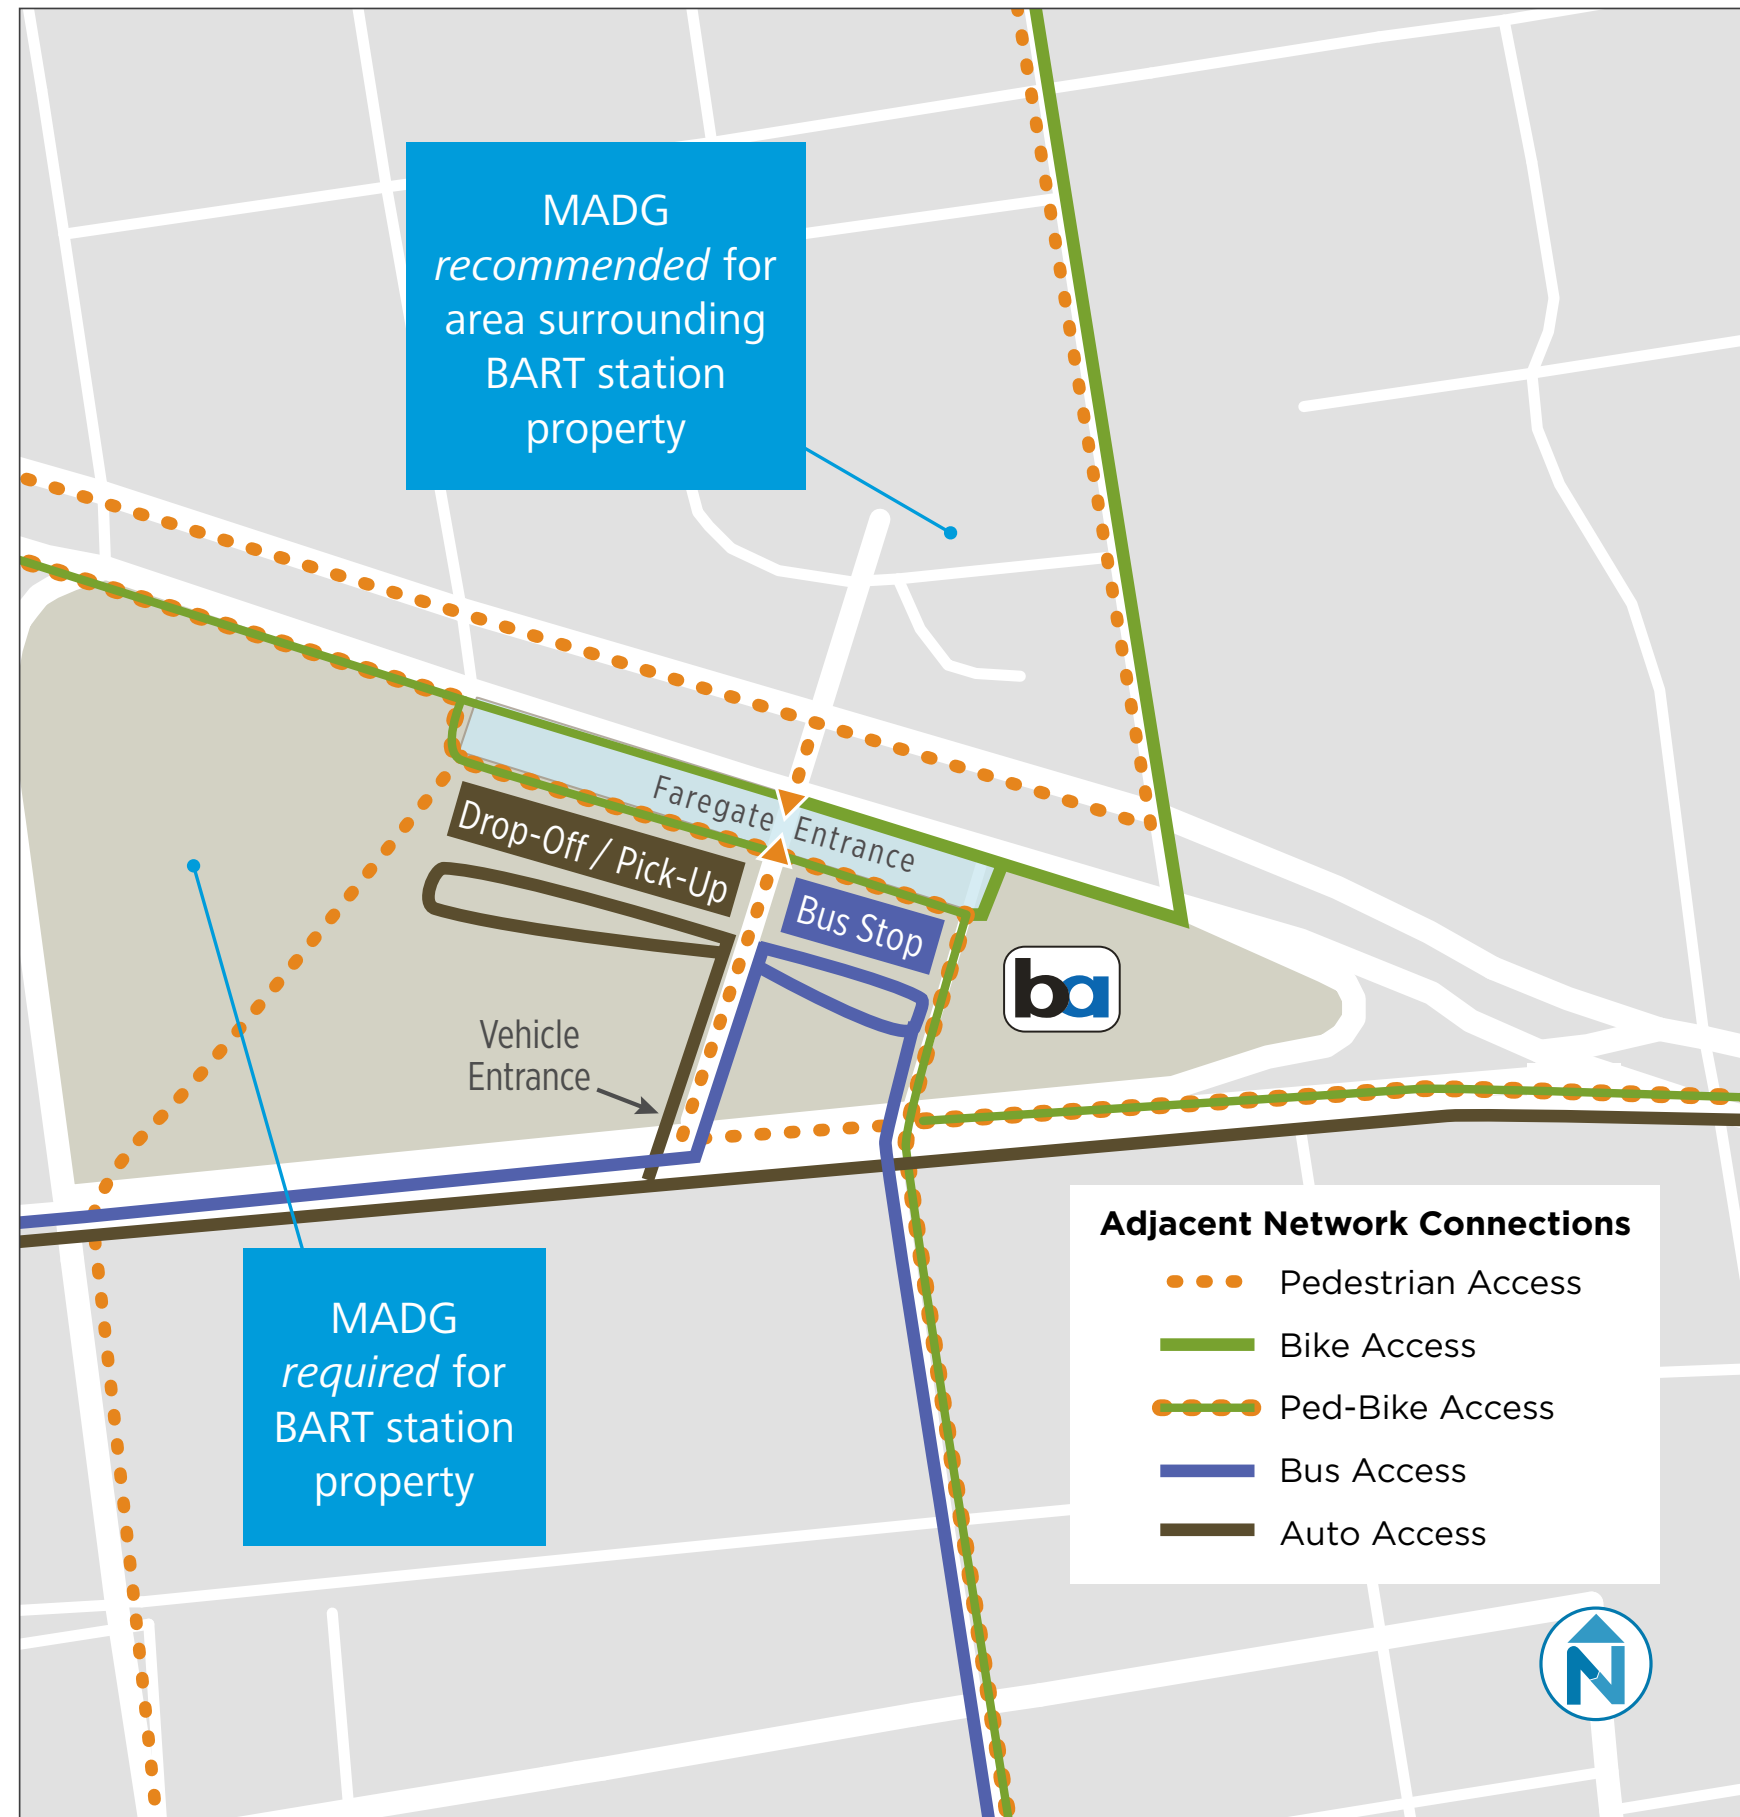 MADG
recommended for
area surrounding
BART station
property
Faregate Entrance
Drop-Off / Pick-Up
Bus Stop
ba
Vehicle
Entrance
MADG
required for
BART station
property
Adjacent Network Connections
Pedestrian Access
Bike Access
Ped-Bike Access
Bus Access
Auto Access
N